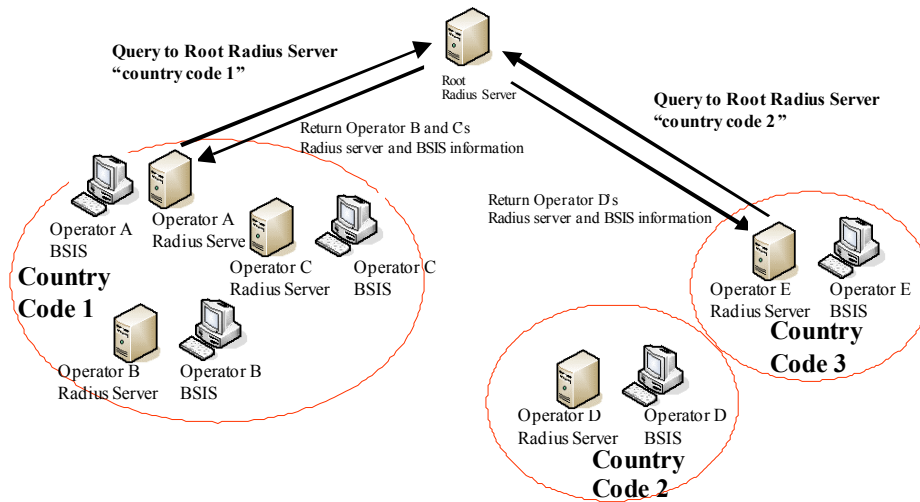 Query to Root Radius Server
“country code 1”
Root
Radius Server
Query to Root Radius Server
“country code 2”
Return Operator B and Cs
Radius server and BSIS information
Return Operator D's
Radius server and BSIS information
Operator A
BSIS
Operator A
Radius Serve
Operator C
Radius Server
Operator C
BSIS
Country
Code 1
Operator B
Radius Server
Operator B
BSIS
Operator E
Radius Server
Operator E
BSIS
Country
Code 3
Operator D
Radius Server
Operator D
BSIS
Country
Code 2